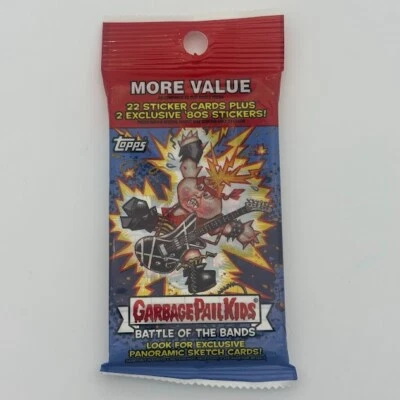 MORE VALUE
22 STICKER CARDS PLUS
2 EXCLUSIVE '80S STICKERS!
TOPPS
GARBAGE PAIL KIDS
BATTLE OF THE BANDS
LOOK FOR EXCLUSIVE
PANORAMIC SKETCH CARDS!